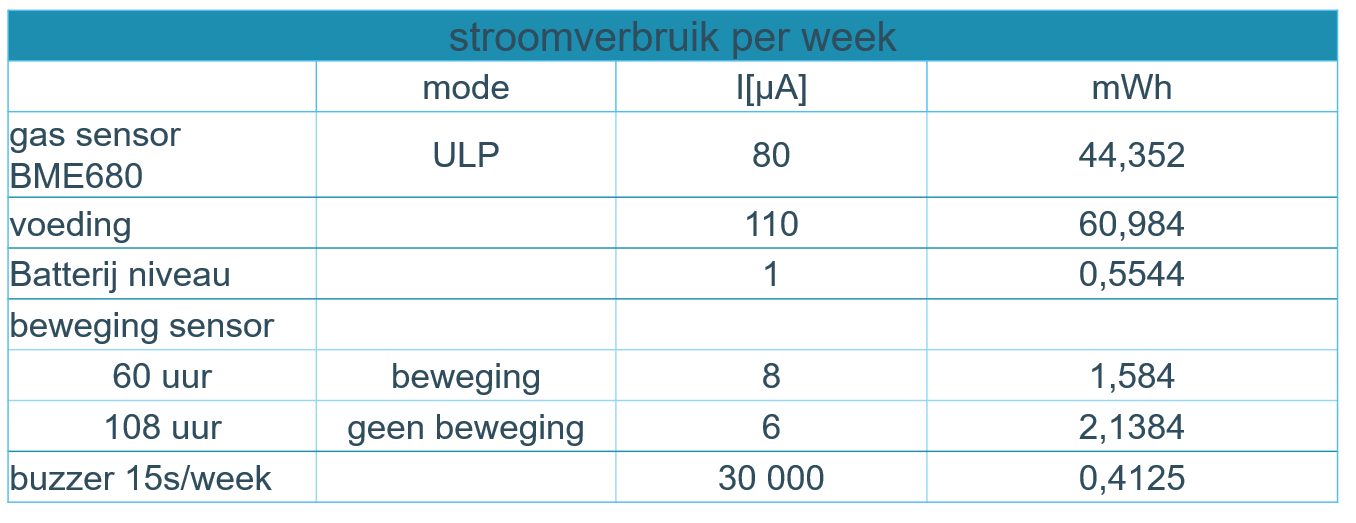 stroomverbruik per week
mode I[µA] mWh
gas sensor
BME680 ULP 80 44,352
voeding 110 60,984
Batterij niveau 1 0,5544
beweging sensor
60 uur beweging 8 1,584
108 uur geen beweging 6 2,1384
buzzer 15s/week 30 000 0,4125